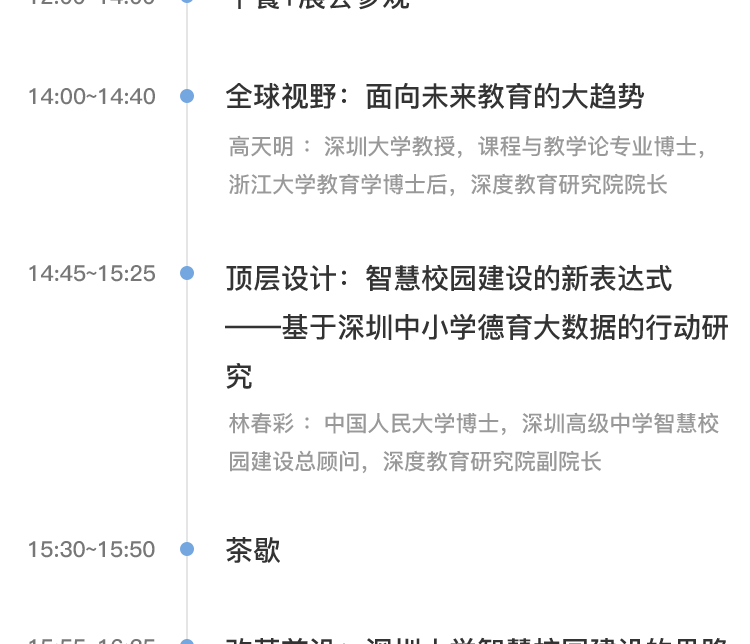 14:00~14:40
全球视野：面向未来教育的大趋势
高天明 ：深圳大学教授，课程与教学论专业博士，
浙江大学教育学博士后，深度教育研究院院长
14:45~15:25
顶层设计：智慧校园建设的新表达式
——基于深圳中小学德育大数据的行动研
究
林春彩 ：中国人民大学博士，深圳高级中学智慧校
园建设总顾问，深度教育研究院副院长
15:30~15:50
茶歇